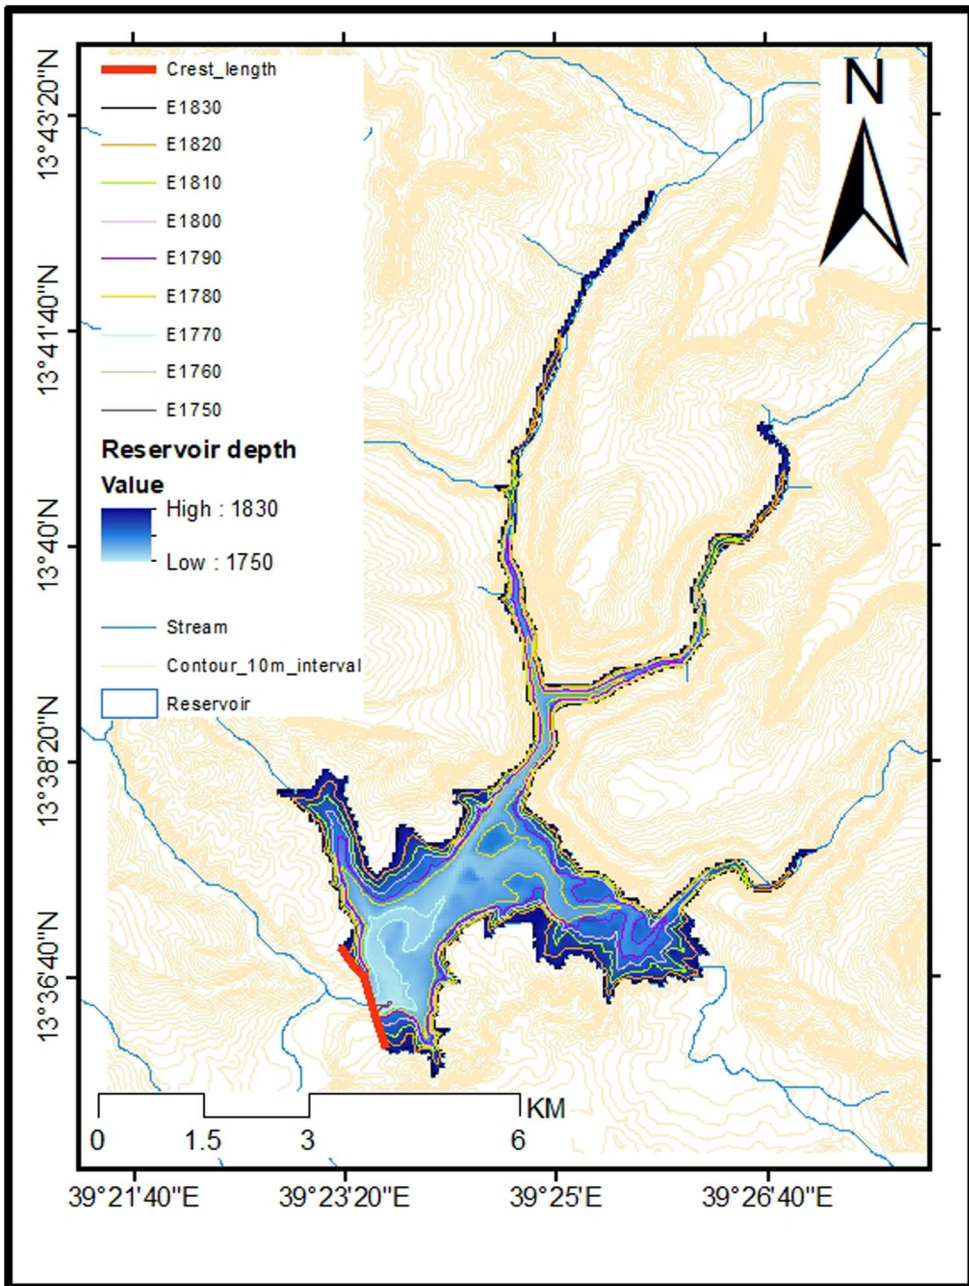 Crest_length
E1830
E1820
E1810
E1800
E1790
E1780
E1770
E1760
E1750
Reservoir depth
Value
High : 1830
Low : 1750
Stream
Contour_10m_interval
Reservoir
N
13°43'20"N
13°41'40"N
13°40'0"N
13°38'20"N
13°36'40"N
KM
0 1.5 3 6
39°21'40"E 39°23'20"E 39°25'E 39°26'40"E